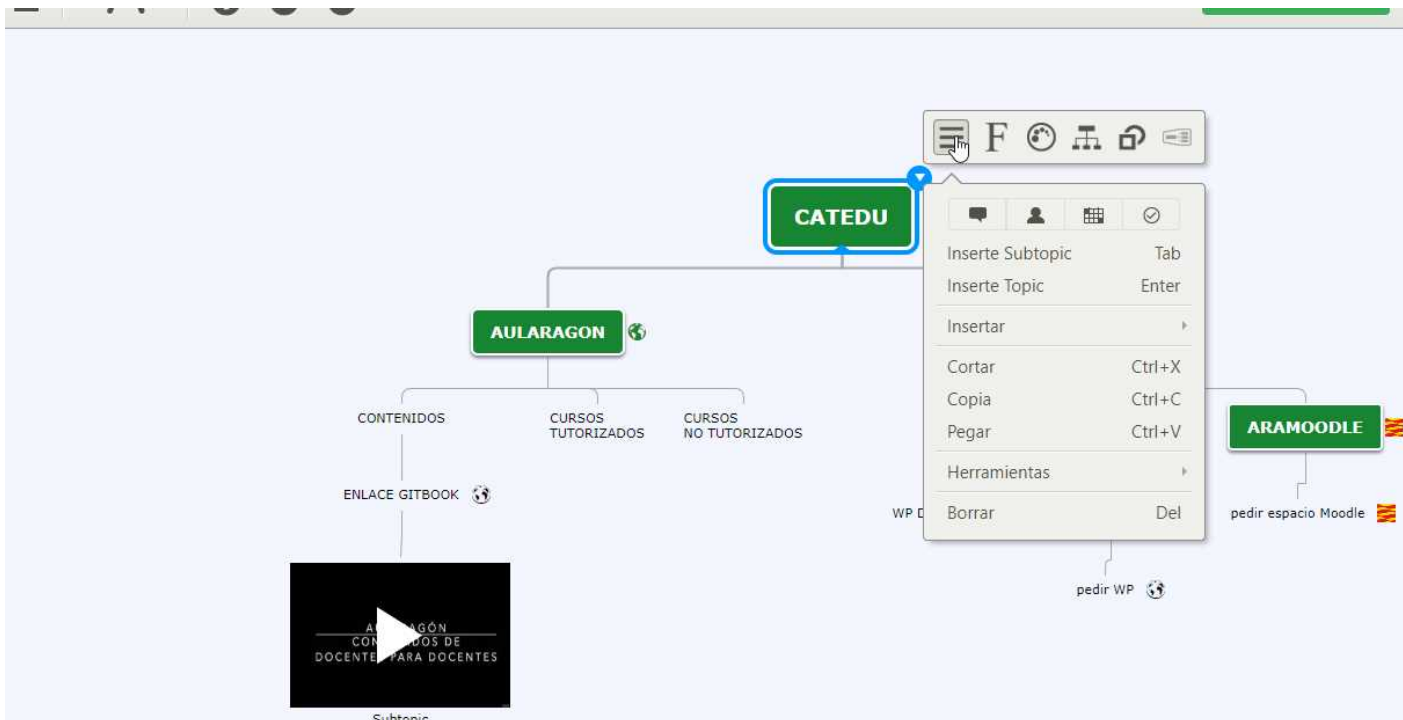 CATEDU
Inserte Subtopic Tab
Inserte Topic Enter
Insertar
Cortar Ctrl+X
Copia Ctrl+C
Pegar Ctrl+V
Herramientas
Borrar Del
AULARAGON
CONTENIDOS
CURSOS
TUTORIZADOS
CURSOS
NO TUTORIZADOS
ENLACE GITBOOK
DOCENTES PARA DOCENTES
Subtopic
WP
pedir WP
ARAMOODLE
pedir espacio Moodle